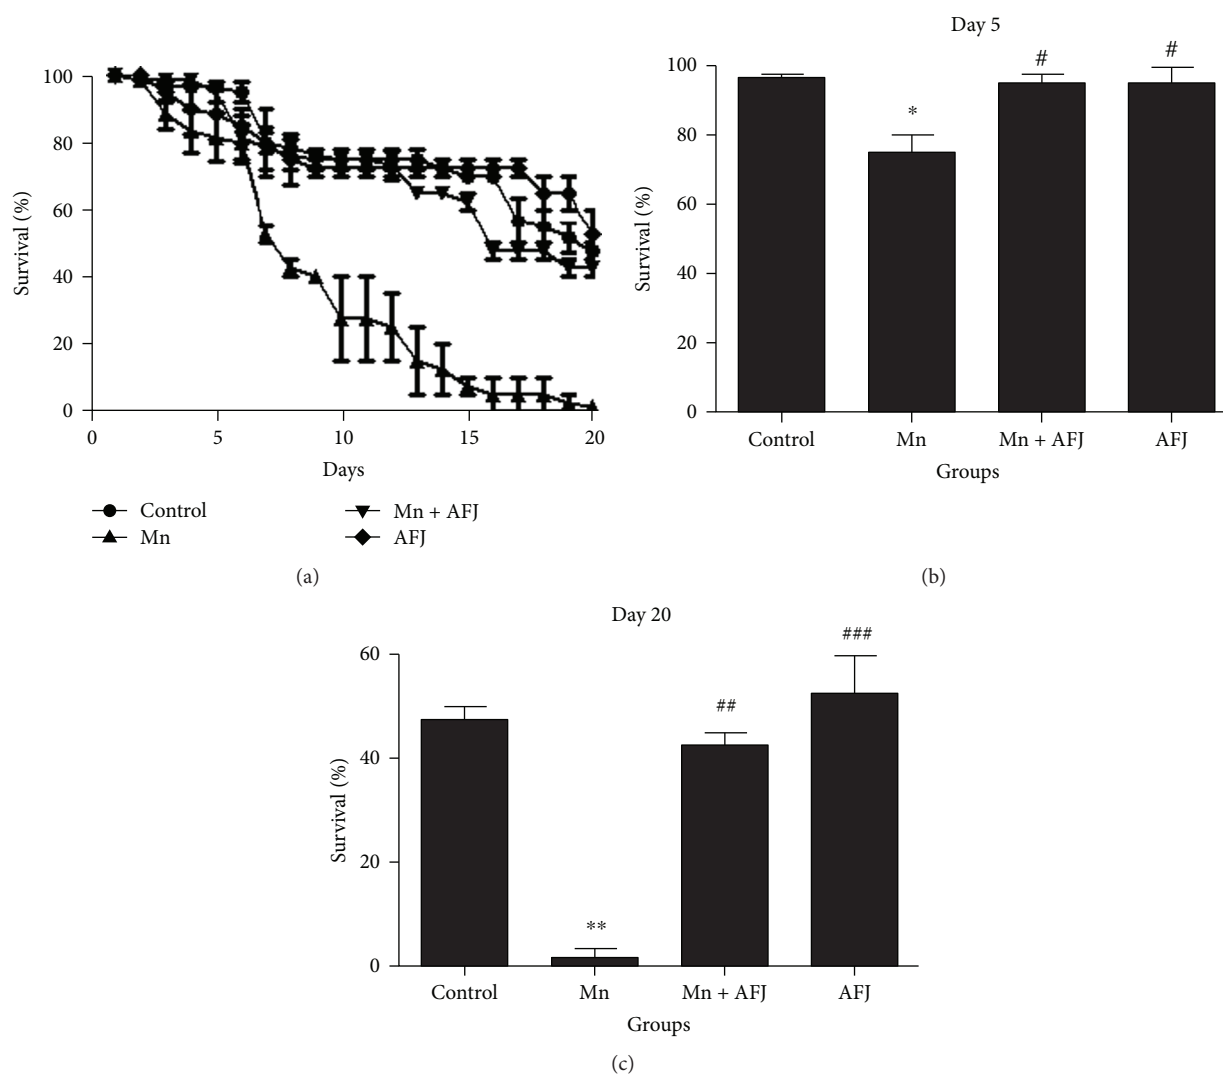 100
80
60
40
20
0
Survival (%)
0 5 10 15 20
Days
Control
Mn
Mn + AFJ
AFJ
(a)
Day 5
100
80
60
40
20
0
Survival (%)
*
#
#
Control Mn Mn + AFJ AFJ
Groups
(b)
Day 20
60
40
20
0
Survival (%)
**
##
###
Control Mn Mn + AFJ AFJ
Groups
(c)